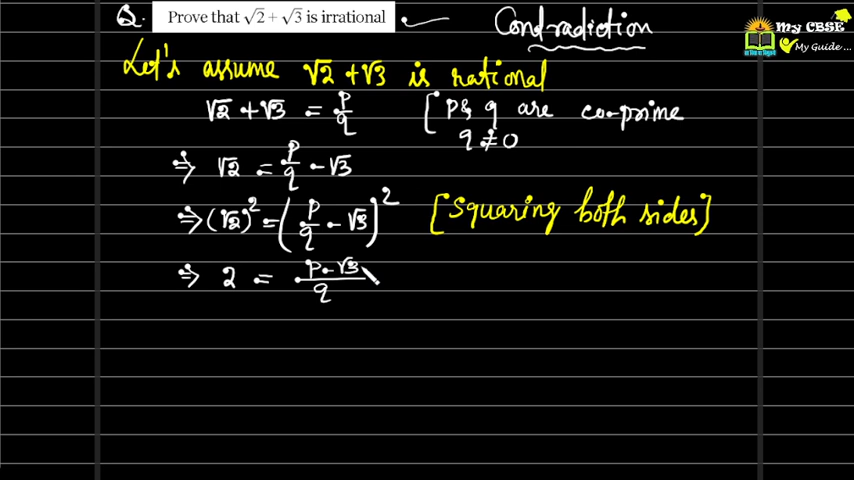 Q. Prove that √2 + √3 is irrational
Contradiction
My CBSE
My Guide ...
Let's assume √2 + √3 is rational
√2 + √3 = p/q [P & q are co-prime
q ≠ 0
⇒ √2 = p/q - √3
⇒ (√2)² = (p/q - √3)² [Squaring both sides]
⇒ 2 = p - √3 / q